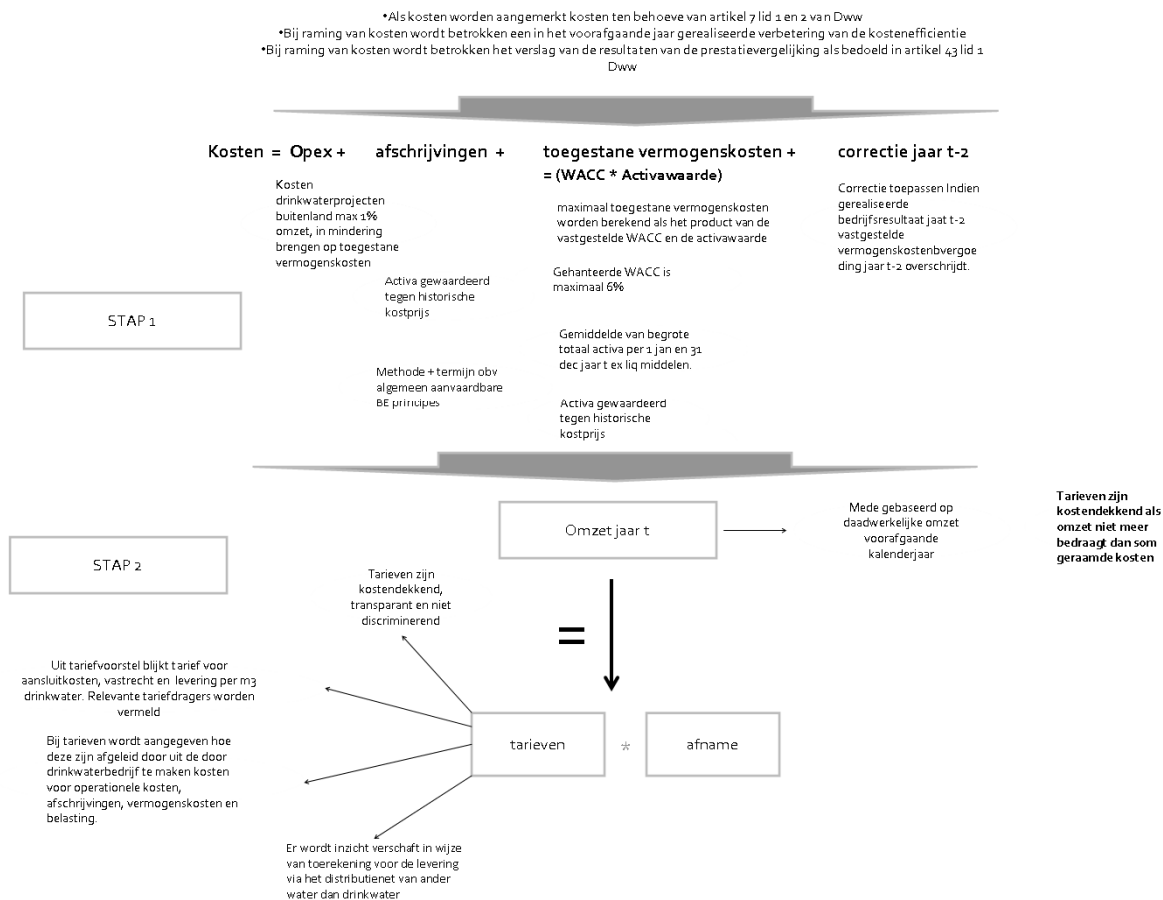 •Als kosten worden aangemerkt kosten ten behoeve van artikel 7 lid 1 en 2 van Dww
•Bij raming van kosten wordt betrokken een in het voorafgaande jaar gerealiseerde verbetering van de kostenefficientie
•Bij raming van kosten wordt betrokken het verslag van de resultaten van de prestatievergelijking als bedoeld in artikel 43 lid 1
Dww
Kosten = Opex + afschrijvingen + toegestane vermogenskosten + correctie jaar t-2
= (WACC * Activawaarde)
Kosten
drinkwaterprojecten
buitenland max 1%
omzet, in mindering
brengen op toegestane
vermogenskosten
Activa gewaardeerd
tegen historische
kostprijs
Methode + termijn obv
algemeen aanvaardbare
BE principes
maximaal toegestane vermogenskosten
worden berekend als het product van de
vastgestelde WACC en de activawaarde
Gehanteerde WACC is
maximaal 6%
Gemiddelde van begrote
totaal activa per 1 jan en 31
dec jaar t ex liq middelen.
Activa gewaardeerd
tegen historische
kostprijs
Correctie toepassen Indien
gerealiseerde
bedrijfsresultaat jaat t-2
vastgestelde
vermogenskostenbvergoe
ding jaar t-2 overschrijdt.
STAP 1
STAP 2
Omzet jaar t
Mede gebaseerd op
daadwerkelijke omzet
voorafgaande
kalenderjaar
Tarieven zijn
kostendekkend als
omzet niet meer
bedraagt dan som
geraamde kosten
=
Tarieven zijn
kostendekkend,
transparant en niet
discriminerend
Uit tariefvoorstel blijkt tarief voor
aansluitkosten, vastrecht en levering per m3
drinkwater. Relevante tariefdragers worden
vermeld
Bij tarieven wordt aangegeven hoe
deze zijn afgeleid door uit de door
drinkwaterbedrijf te maken kosten
voor operationele kosten,
afschrijvingen, vermogenskosten en
belasting.
tarieven * afname
Er wordt inzicht verschaft in wijze
van toerekening voor de levering
via het distributienet van ander
water dan drinkwater